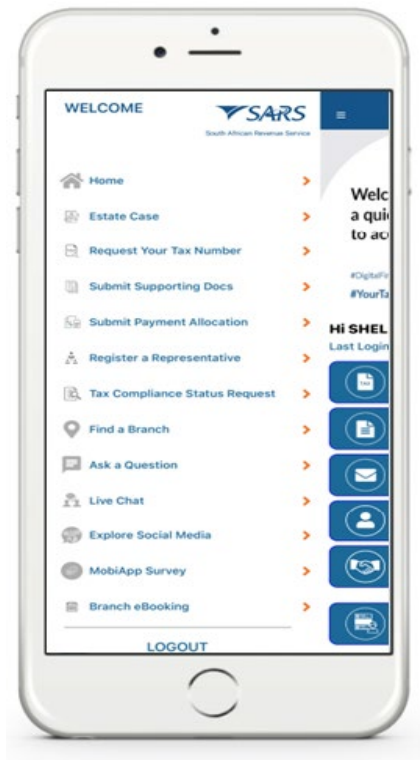 WELCOME
SARS
South African Revenue Service
Home
Estate Case
Request Your Tax Number
Submit Supporting Docs
Submit Payment Allocation
Register a Representative
Tax Compliance Status Request
Find a Branch
Ask a Question
Live Chat
Explore Social Media
MobiApp Survey
Branch eBooking
LOGOUT
Welc
a qui
to ac
#DigitalFi
#YourTa
Hi SHEL
Last Login
TAX